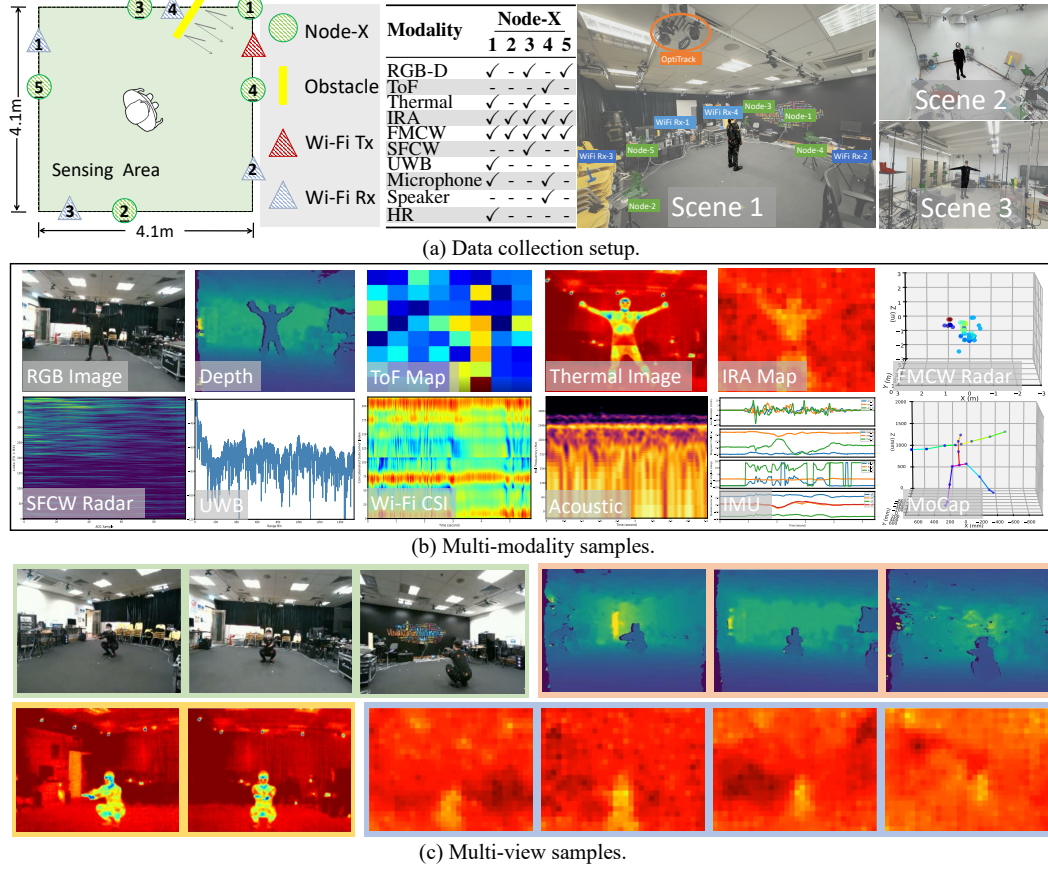 3
4
1
1
5
4
2
3
2
4.1m
Sensing Area
4.1m
Node-X
Obstacle
Wi-Fi Tx
Wi-Fi Rx
Modality
Node-X
1 2 3 4 5
RGB-D ✓ - ✓ - ✓
ToF - - - ✓ -
Thermal ✓ - ✓ - -
IRA ✓ ✓ ✓ ✓ ✓
FMCW ✓ ✓ ✓ ✓ ✓
SFCW - - ✓ - -
UWB ✓ - - - -
Microphone ✓ - - ✓ -
Speaker - - - ✓ -
HR ✓ - - - -
OptiTrack
WiFi Rx-1
WiFi Rx-4
Node-3
Node-1
WiFi Rx-3
Node-5
Node-4
WiFi Rx-2
Node-2
Scene 1
Scene 2
Scene 3
(a) Data collection setup.
RGB Image
Depth
ToF Map
Thermal Image
IRA Map
FMCW Radar
X (m)
SFCW Radar
UWB
Wi-Fi CSI
Acoustic
IMU
MoCap
X (mm)
(b) Multi-modality samples.
(c) Multi-view samples.